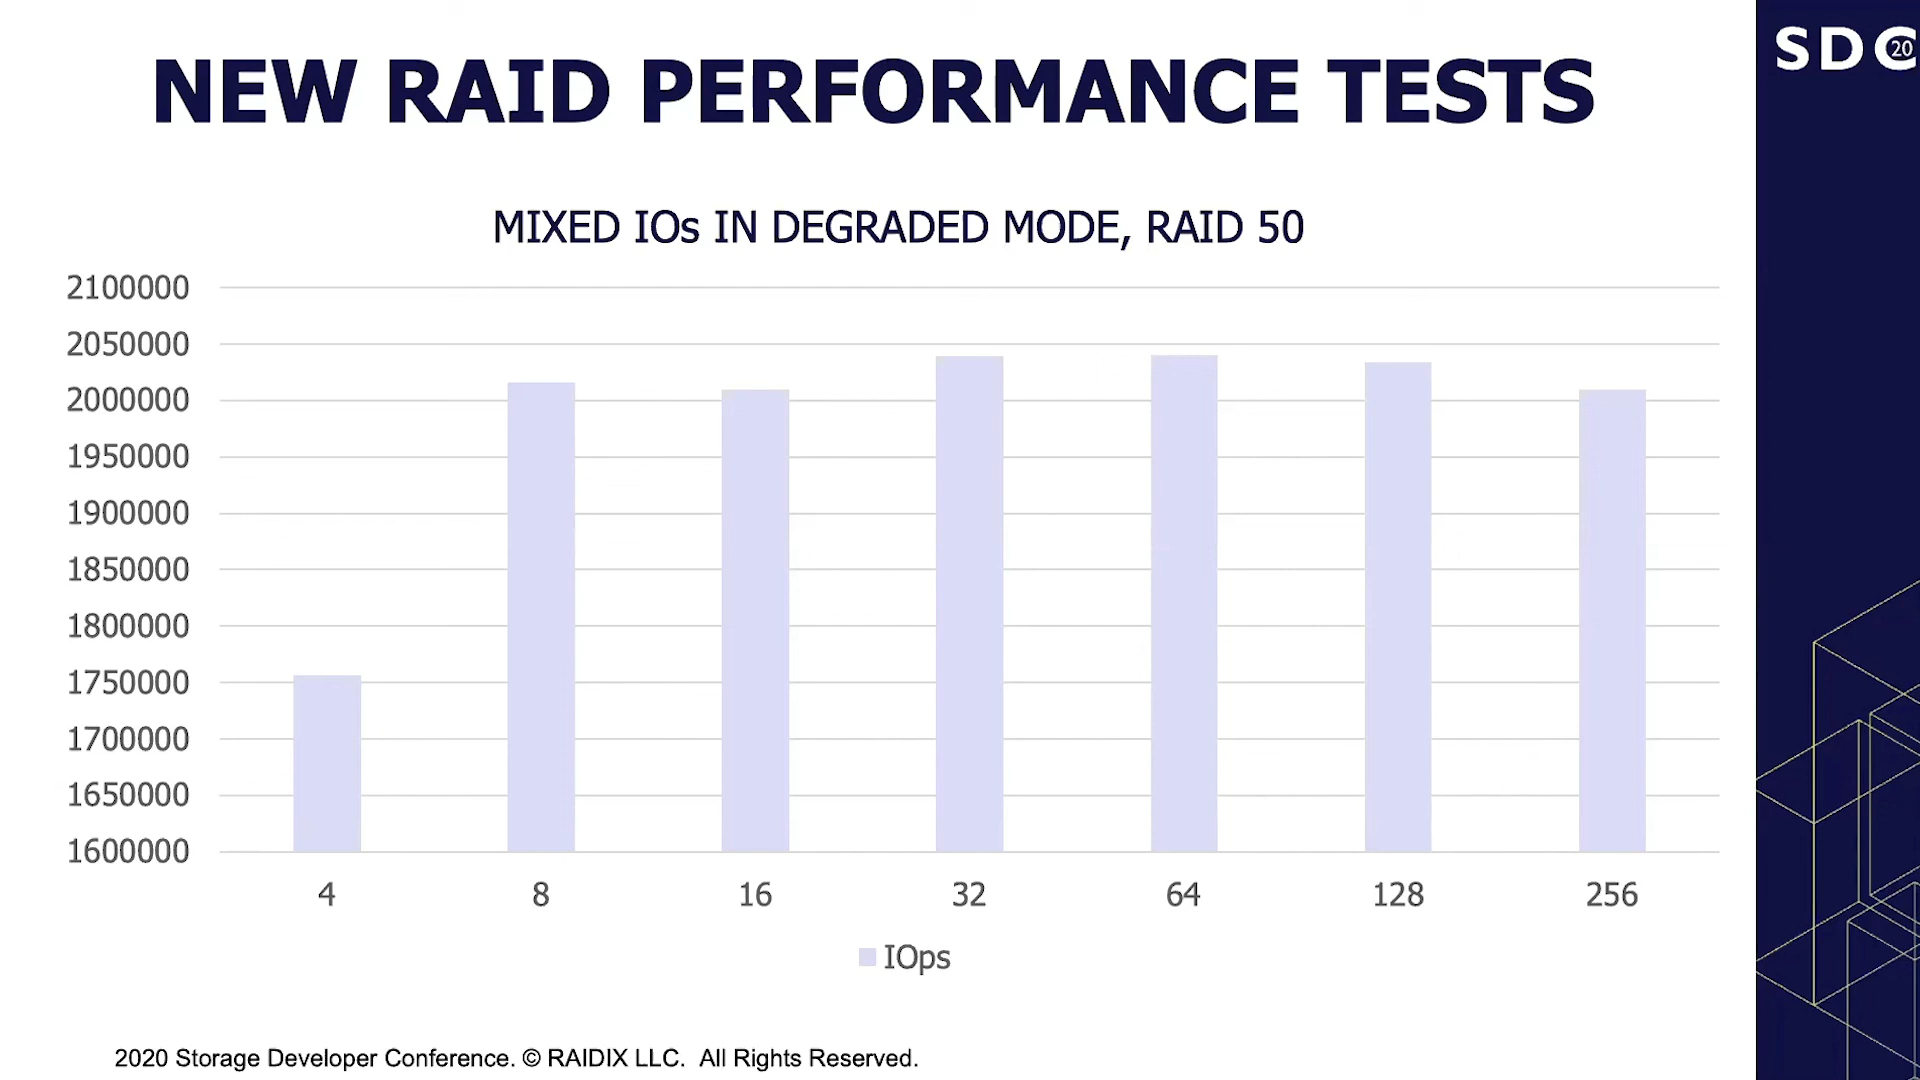 NEW RAID PERFORMANCE TESTS
SDC 20
MIXED IOs IN DEGRADED MODE, RAID 50
2100000
2050000
2000000
1950000
1900000
1850000
1800000
1750000
1700000
1650000
1600000
4 8 16 32 64 128 256
IOps
2020 Storage Developer Conference. © RAIDIX LLC. All Rights Reserved.